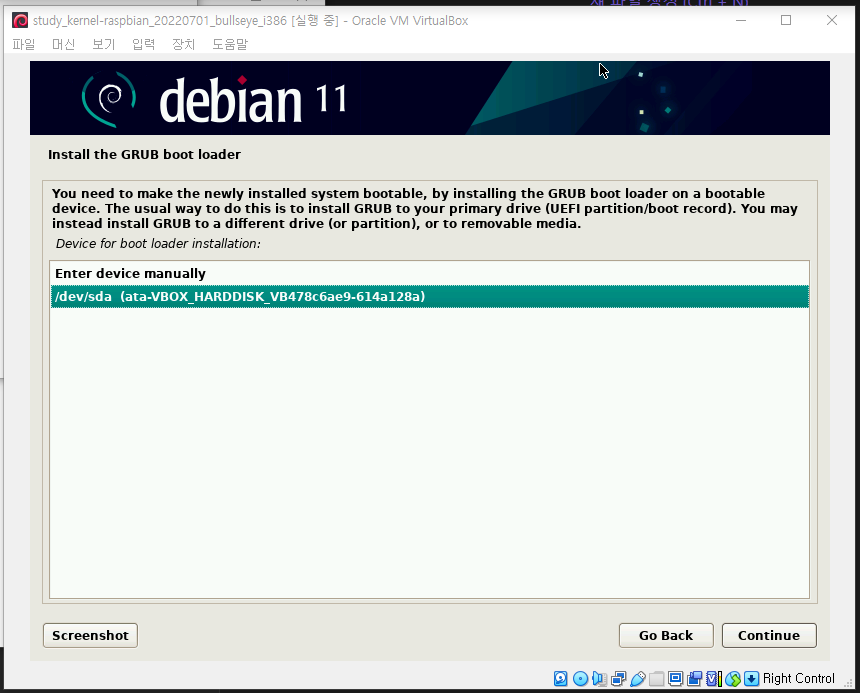 study_kernel-raspbian_20220701_bullseye_i386 [실행 중] - Oracle VM VirtualBox
파일 머신 보기 입력 장치 도움말
debian 11
Install the GRUB boot loader
You need to make the newly installed system bootable, by installing the GRUB boot loader on a bootable
device. The usual way to do this is to install GRUB to your primary drive (UEFI partition/boot record). You may
instead install GRUB to a different drive (or partition), or to removable media.
Device for boot loader installation:
Enter device manually
/dev/sda (ata-VBOX_HARDDISK_VB478c6ae9-614a128a)
Screenshot Go Back Continue
Right Control